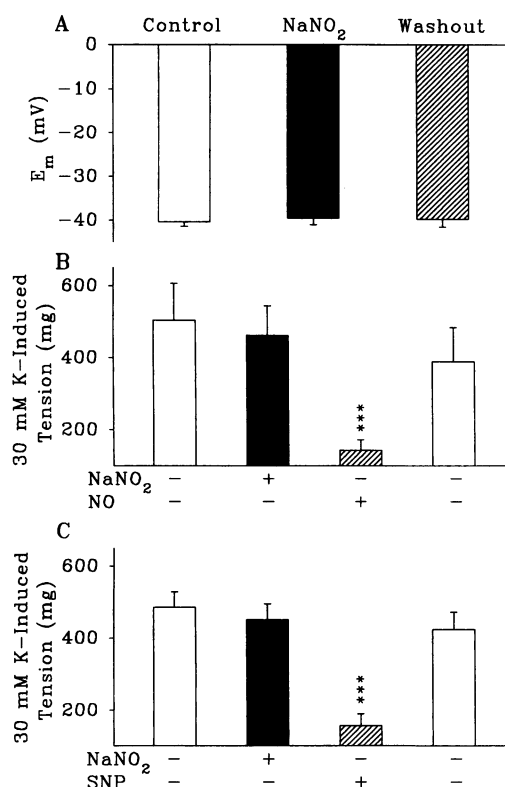 A Control NaNO₂ Washout
0
−10
−20
−30
−40
E_m (mV)
B
600
400
200
30 mM K−Induced
Tension (mg)
***
NaNO₂ − + − −
NO − − + −
C
600
400
200
30 mM K−Induced
Tension (mg)
***
NaNO₂ − + − −
SNP − − + −